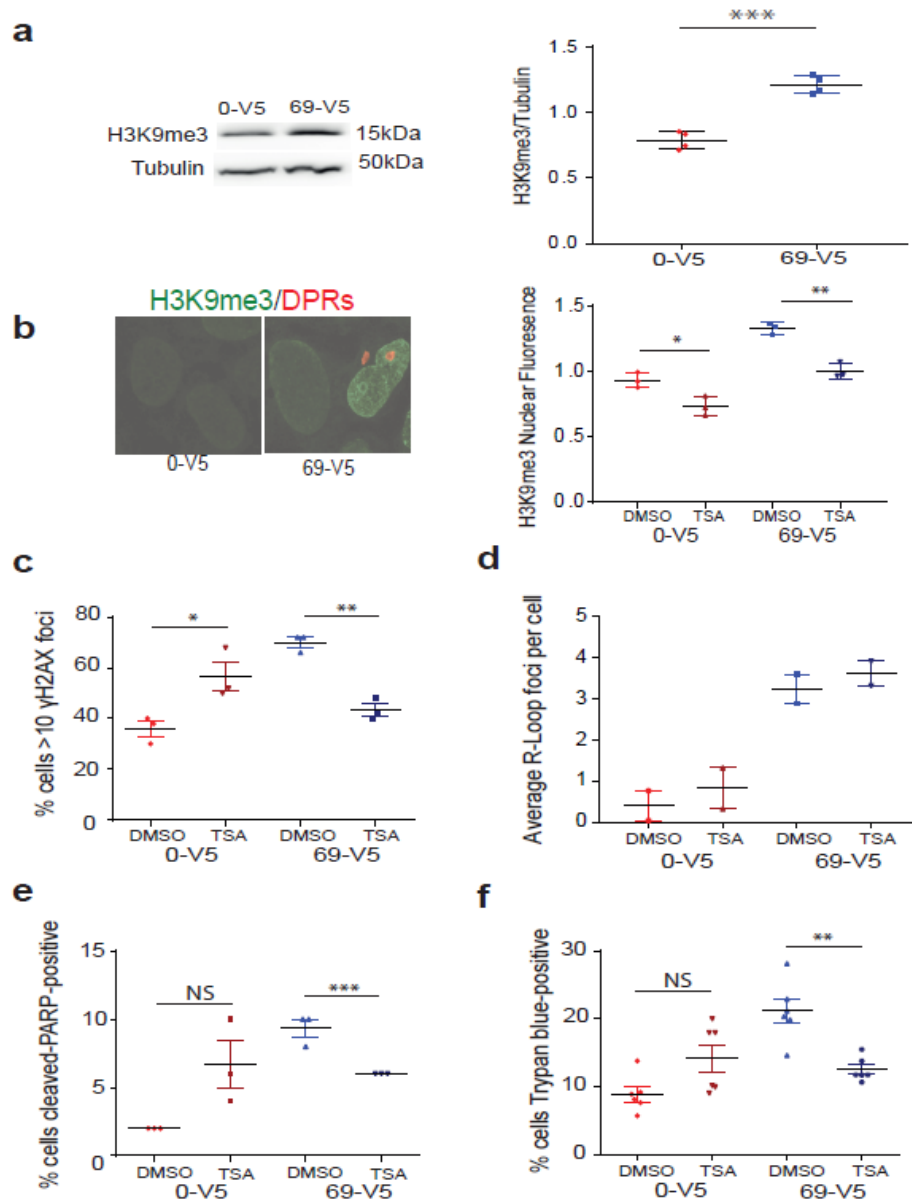 a
0-V5 69-V5
H3K9me3 15kDa
Tubulin 50kDa
***
H3K9me3/Tubulin
1.5
1.0
0.5
0.0
0-V5 69-V5
b
H3K9me3/DPRs
0-V5 69-V5
H3K9me3 Nuclear Fluoresence
1.5
1.0
0.5
0.0
* **
DMSO TSA DMSO TSA
0-V5 69-V5
c
% cells >10 γH2AX foci
80
60
40
20
0
* **
DMSO TSA DMSO TSA
0-V5 69-V5
d
Average R-Loop foci per cell
5
4
3
2
1
0
DMSO TSA DMSO TSA
0-V5 69-V5
e
% cells cleaved-PARP-positive
15
10
5
0
NS ***
DMSO TSA DMSO TSA
0-V5 69-V5
f
% cells Trypan blue-positive
30
20
10
0
NS **
DMSO TSA DMSO TSA
0-V5 69-V5